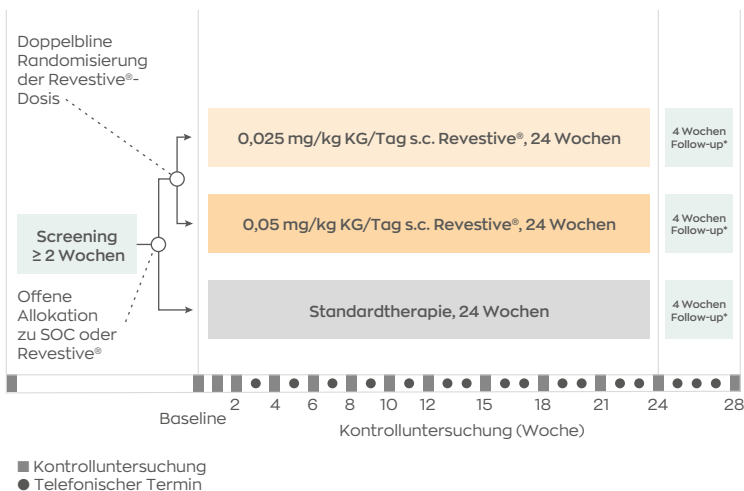 Doppelbline
Randomisierung
der Revestive®-
Dosis
0,025 mg/kg KG/Tag s.c. Revestive®, 24 Wochen
4 Wochen
Follow-up*
0,05 mg/kg KG/Tag s.c. Revestive®, 24 Wochen
4 Wochen
Follow-up*
Screening
≥ 2 Wochen
Offene
Allokation
zu SOC oder
Revestive®
Standardtherapie, 24 Wochen
4 Wochen
Follow-up*
2 4 6 8 10 12 15 18 21 24 28
Baseline
Kontrolluntersuchung (Woche)
Kontrolluntersuchung
Telefonischer Termin